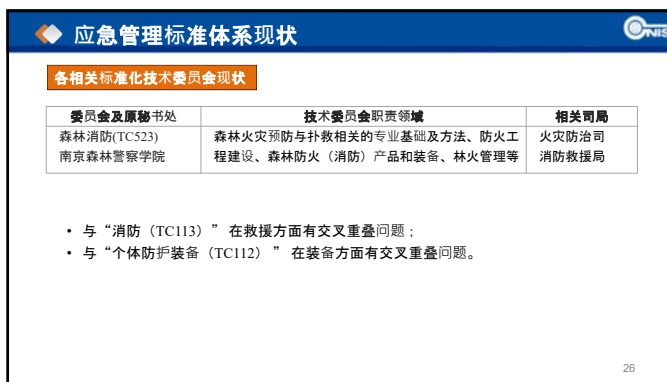 应急管理标准体系现状
ONIS
各相关标准化技术委员会现状
委员会及原秘书处 技术委员会职责领域 相关司局
森林消防(TC523) 森林火灾预防与扑救相关的专业基础及方法、防火工 火灾防治司
南京森林警察学院 程建设、森林防火（消防）产品和装备、林火管理等 消防救援局
• 与“消防（TC113）” 在救援方面有交叉重叠问题；
• 与“个体防护装备（TC112） ” 在装备方面有交叉重叠问题。
26